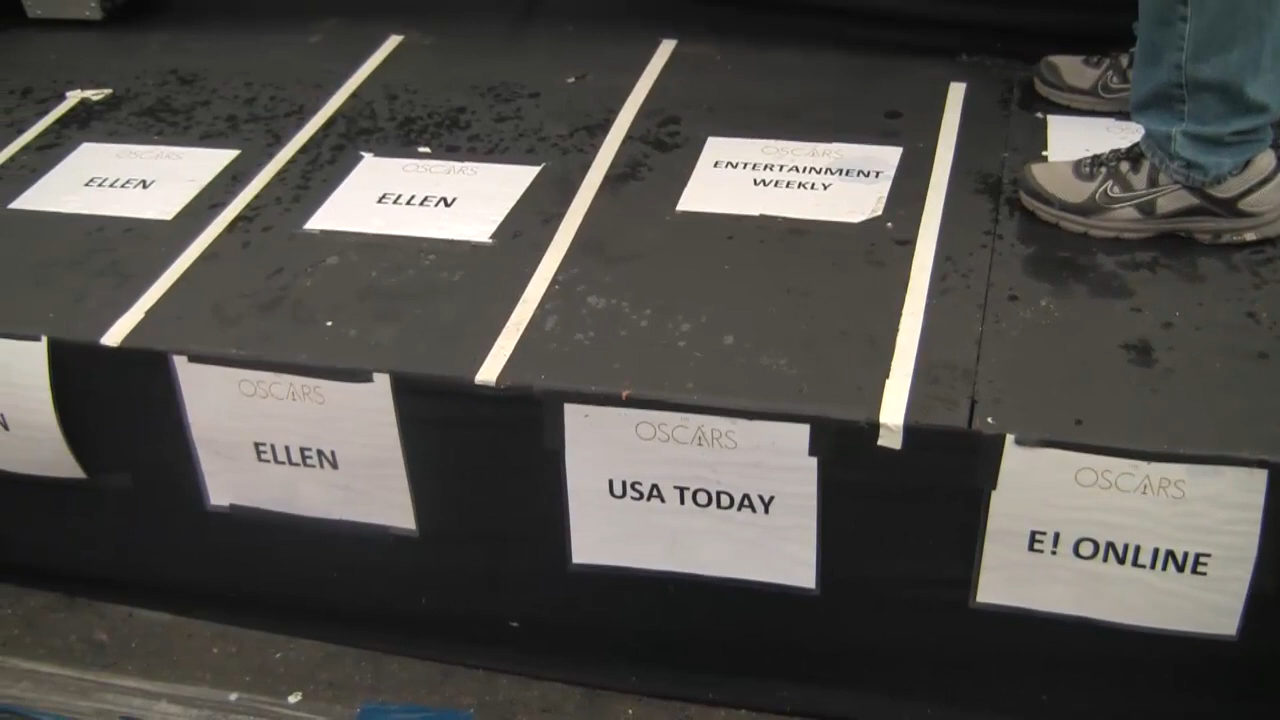 OSCARS
ELLEN
OSCARS
ELLEN
OSCARS
ENTERTAINMENT
WEEKLY
OSCARS
ELLEN
OSCARS
USA TODAY
OSCARS
E! ONLINE